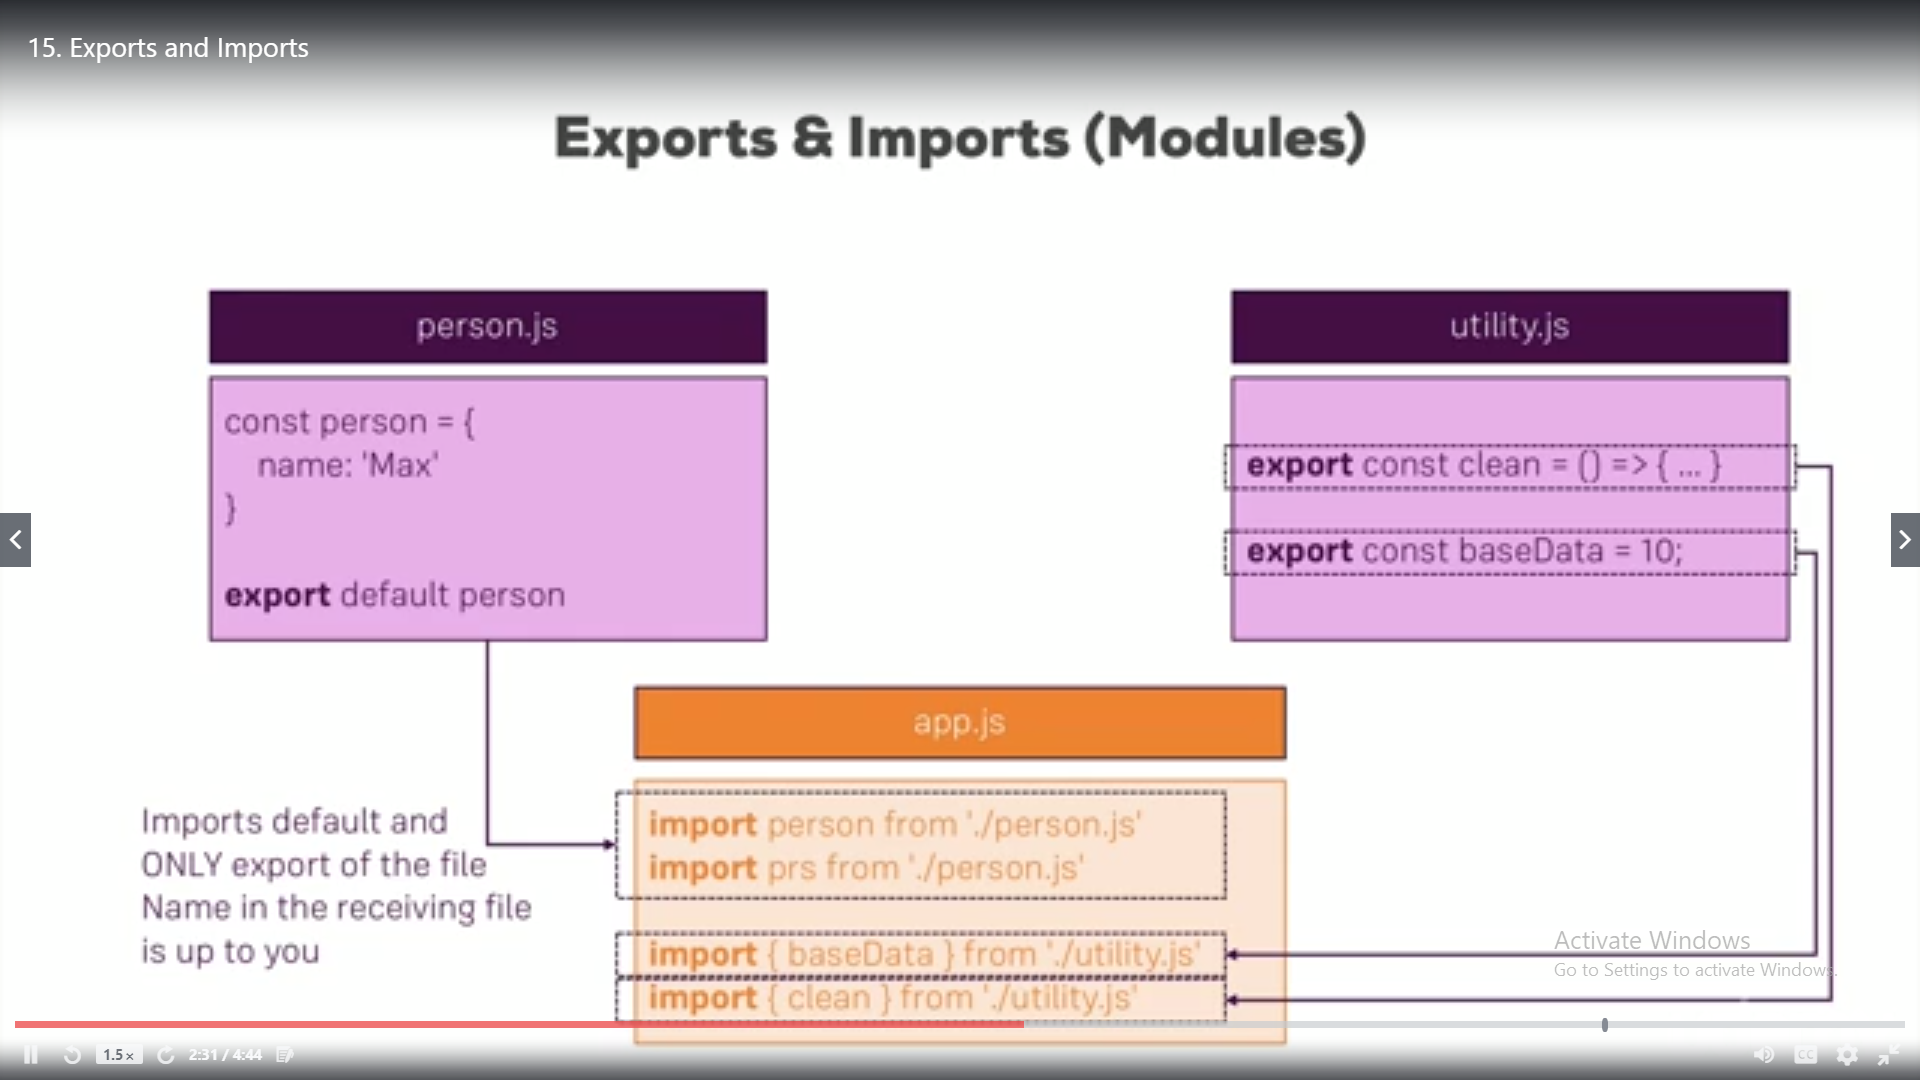 15. Exports and Imports
Exports & Imports (Modules)
person.js
const person = {
name: 'Max'
}
export default person
utility.js
export const clean = () => { ... }
export const baseData = 10;
app.js
import person from './person.js'
import prs from './person.js'
import { baseData } from './utility.js'
import { clean } from './utility.js'
Imports default and
ONLY export of the file
Name in the receiving file
is up to you
Activate Windows
Go to Settings to activate Windows.
1.5×
2:31 / 4:44
CC